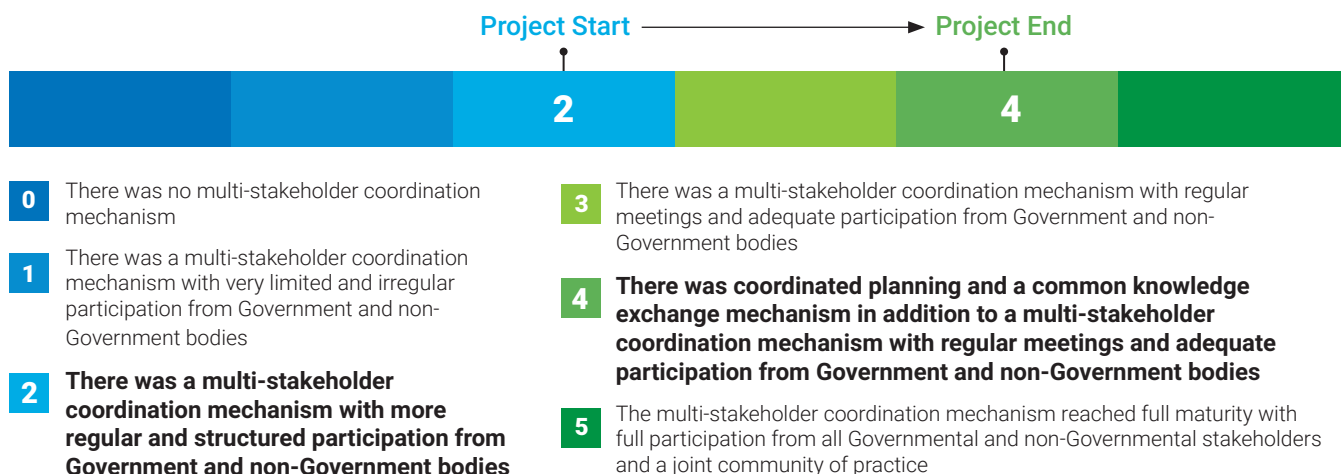 Project Start
Project End
2
4
0
There was no multi-stakeholder coordination
mechanism
1
There was a multi-stakeholder coordination
mechanism with very limited and irregular
participation from Government and non-
Government bodies
2
There was a multi-stakeholder
coordination mechanism with more
regular and structured participation from
Government and non-Government bodies
3
There was a multi-stakeholder coordination mechanism with regular
meetings and adequate participation from Government and non-
Government bodies
4
There was coordinated planning and a common knowledge
exchange mechanism in addition to a multi-stakeholder
coordination mechanism with regular meetings and adequate
participation from Government and non-Government bodies
5
The multi-stakeholder coordination mechanism reached full maturity with
full participation from all Governmental and non-Governmental stakeholders
and a joint community of practice